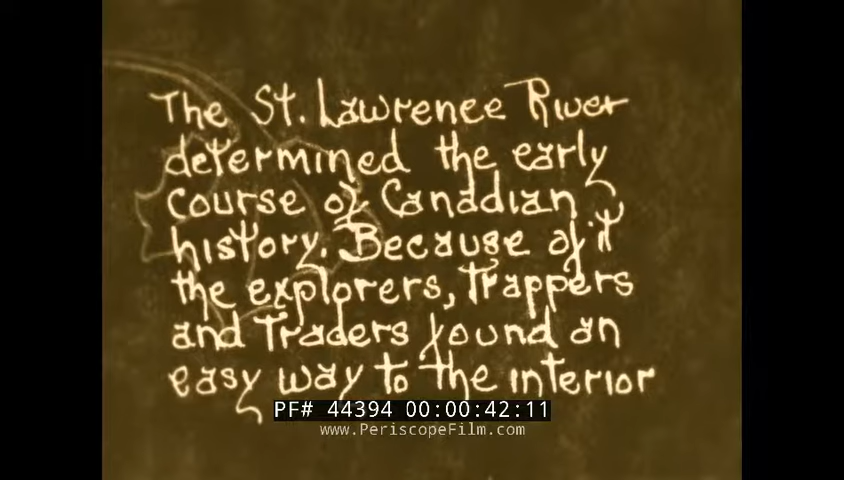 The St. Lawrence River
determined the early
course of Canadian
history. Because of it
the explorers, trappers
and traders found an
easy way to the interior
PF# 44394 00:00:42:11
www.PeriscopeFilm.com